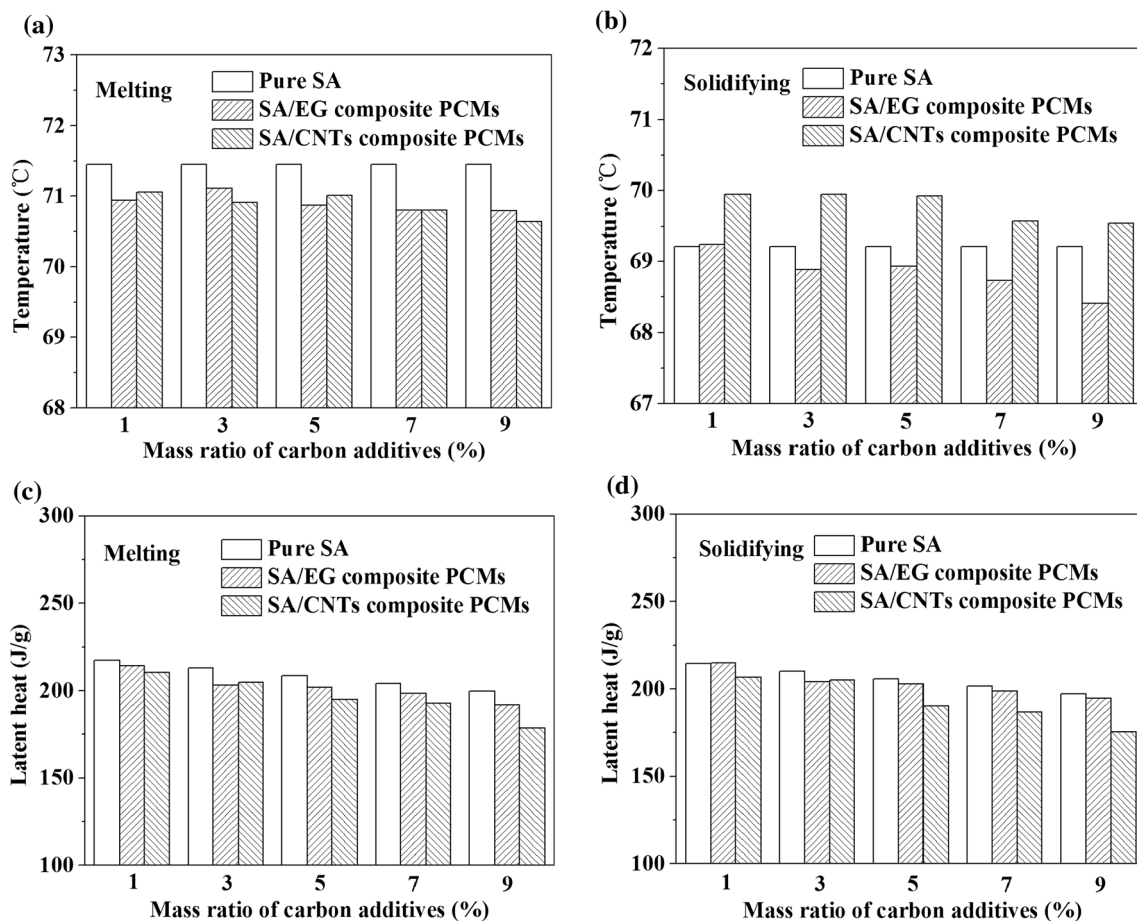 (a)
73
72
71
70
69
68
Temperature (℃)
Melting
Pure SA
SA/EG composite PCMs
SA/CNTs composite PCMs
1 3 5 7 9
Mass ratio of carbon additives (%)
(b)
72
71
70
69
68
67
Temperature (℃)
Solidifying
Pure SA
SA/EG composite PCMs
SA/CNTs composite PCMs
1 3 5 7 9
Mass ratio of carbon additives (%)
(c)
300
250
200
150
100
Latent heat (J/g)
Melting
Pure SA
SA/EG composite PCMs
SA/CNTs composite PCMs
1 3 5 7 9
Mass ratio of carbon additives (%)
(d)
300
250
200
150
100
Latent heat (J/g)
Solidifying
Pure SA
SA/EG composite PCMs
SA/CNTs composite PCMs
1 3 5 7 9
Mass ratio of carbon additives (%)